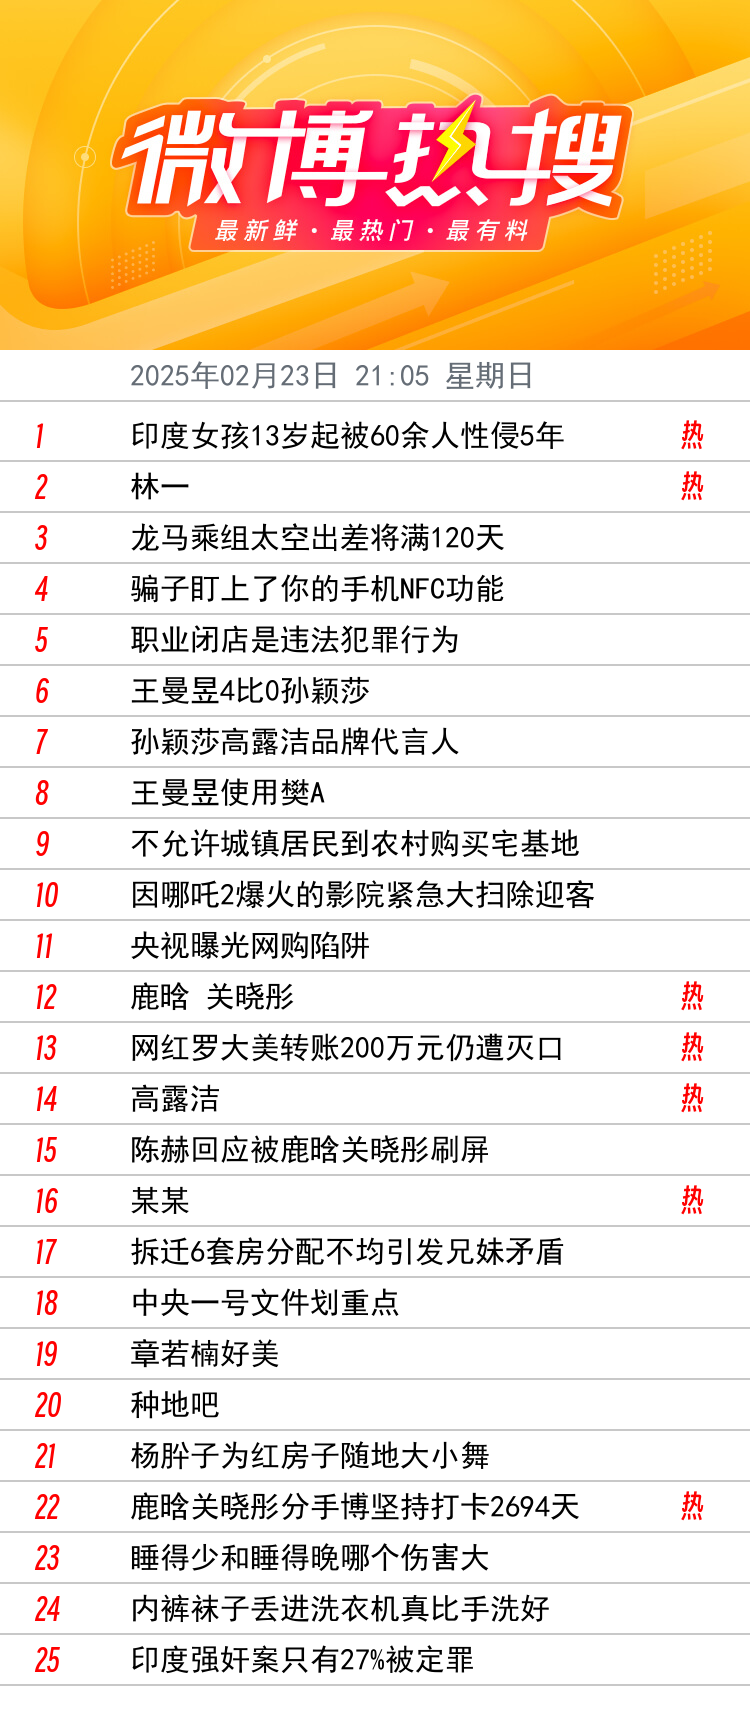 微博热搜
最新鲜·最热门·最有料
2025年02月23日 21:05 星期日
1 印度女孩13岁起被60余人性侵5年 热
2 林一 热
3 龙马乘组太空出差将满120天
4 骗子盯上了你的手机NFC功能
5 职业闭店是违法犯罪行为
6 王曼昱4比0孙颖莎
7 孙颖莎高露洁品牌代言人
8 王曼昱使用樊A
9 不允许城镇居民到农村购买宅基地
10 因哪吒2爆火的影院紧急大扫除迎客
11 央视曝光网购陷阱
12 鹿晗 关晓彤 热
13 网红罗大美转账200万元仍遭灭口 热
14 高露洁 热
15 陈赫回应被鹿晗关晓彤刷屏
16 某某 热
17 拆迁6套房分配不均引发兄妹矛盾
18 中央一号文件划重点
19 章若楠好美
20 种地吧
21 杨肸子为红房子随地大小舞
22 鹿晗关晓彤分手博坚持打卡2694天 热
23 睡得少和睡得晚哪个伤害大
24 内裤袜子丢进洗衣机真比手洗好
25 印度强奸案只有27%被定罪